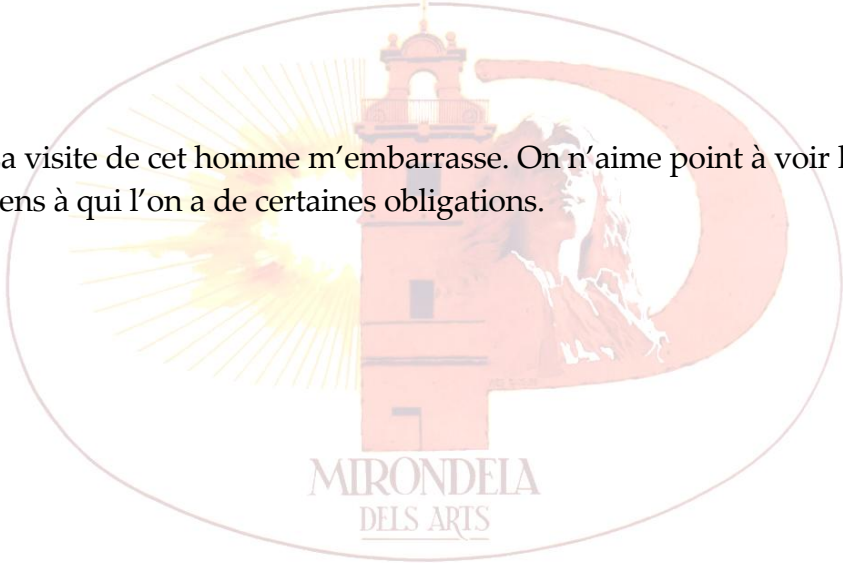 a visite de cet homme m’embarrasse. On n’aime point à voir
ens à qui l’on a de certaines obligations.
MIRONDELA
DELS ARTS